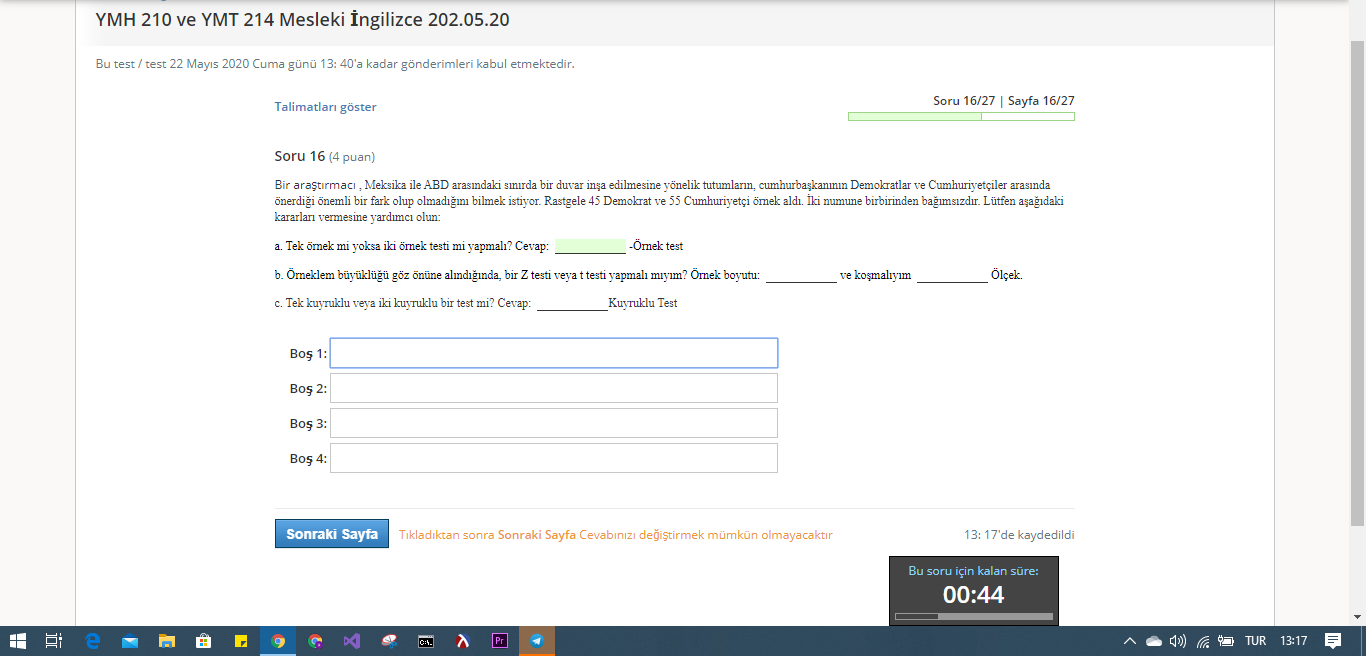 YMH 210 ve YMT 214 Mesleki İngilizce 202.05.20
Bu test / test 22 Mayıs 2020 Cuma günü 13: 40'a kadar gönderimleri kabul etmektedir.
Talimatları göster
Soru 16/27 | Sayfa 16/27
Soru 16 (4 puan)
Bir araştırmacı , Meksika ile ABD arasındaki sınırda bir duvar inşa edilmesine yönelik tutumların, cumhurbaşkanının Demokratlar ve Cumhuriyetçiler arasında
önerdiği önemli bir fark olup olmadığını bilmek istiyor. Rastgele 45 Demokrat ve 55 Cumhuriyetçi örnek aldı. İki numune birbirinden bağımsızdır. Lütfen aşağıdaki
kararları vermesine yardımcı olun:
a. Tek örnek mi yoksa iki örnek testi mi yapmalı? Cevap: ________ -Örnek test
b. Örneklem büyüklüğü göz önüne alındığında, bir Z testi veya t testi yapmalı mıyım? Örnek boyutu: ________ ve koşmalıyım ________ Ölçek.
c. Tek kuyruklu veya iki kuyruklu bir test mi? Cevap: ________ Kuyruklu Test
Boş 1:
Boş 2:
Boş 3:
Boş 4:
Sonraki Sayfa Tıkladıktan sonra Sonraki Sayfa Cevabınızı değiştirmek mümkün olmayacaktır
13: 17'de kaydedildi
Bu soru için kalan süre:
00:44
TUR 13:17